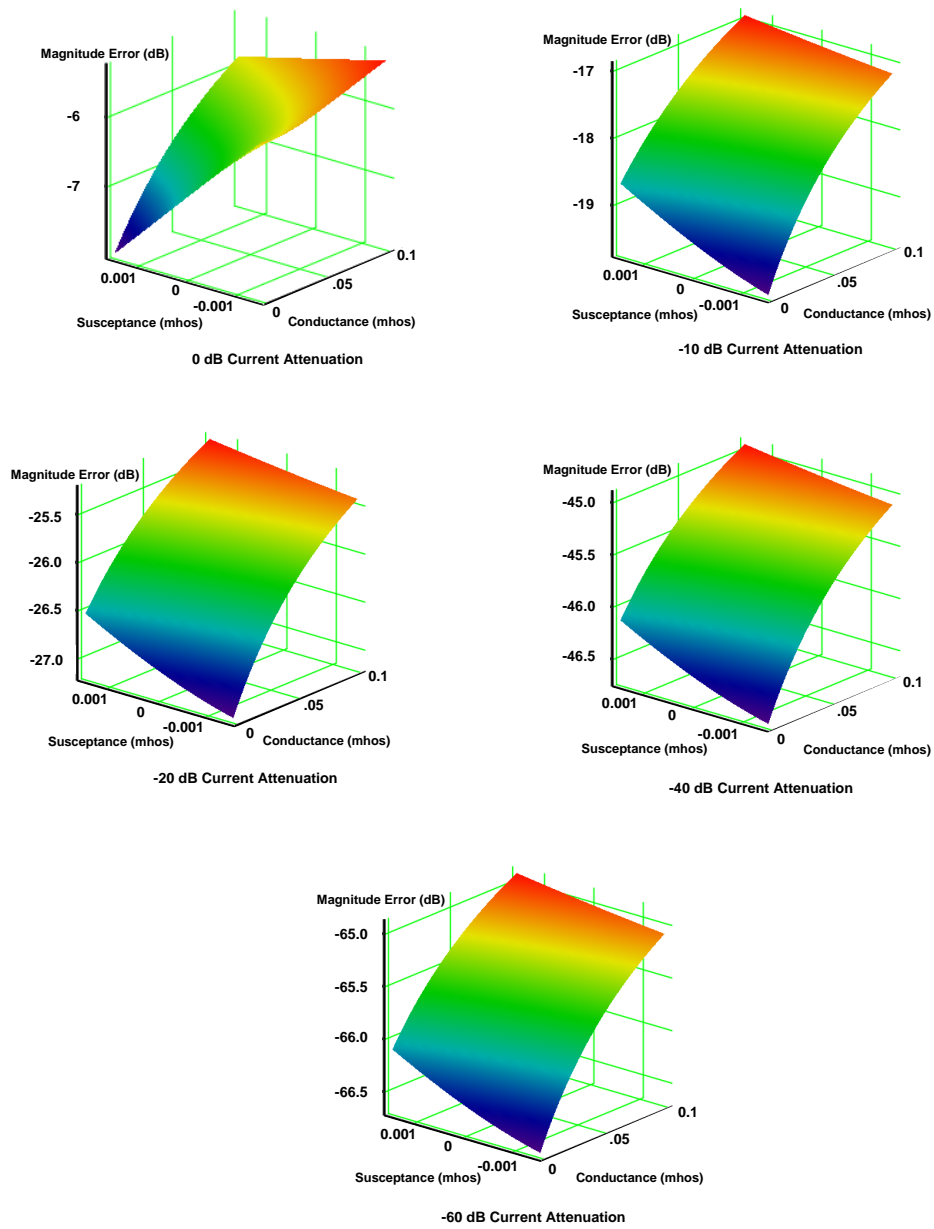 Magnitude Error (dB)
-6
-7
0.001
0
-0.001
0
.05
0.1
Susceptance (mhos)
Conductance (mhos)
0 dB Current Attenuation
Magnitude Error (dB)
-17
-18
-19
0.001
0
-0.001
0
.05
0.1
Susceptance (mhos)
Conductance (mhos)
-10 dB Current Attenuation
Magnitude Error (dB)
-25.5
-26.0
-26.5
-27.0
0.001
0
-0.001
0
.05
0.1
Susceptance (mhos)
Conductance (mhos)
-20 dB Current Attenuation
Magnitude Error (dB)
-45.0
-45.5
-46.0
-46.5
0.001
0
-0.001
0
.05
0.1
Susceptance (mhos)
Conductance (mhos)
-40 dB Current Attenuation
Magnitude Error (dB)
-65.0
-65.5
-66.0
-66.5
0.001
0
-0.001
0
.05
0.1
Susceptance (mhos)
Conductance (mhos)
-60 dB Current Attenuation